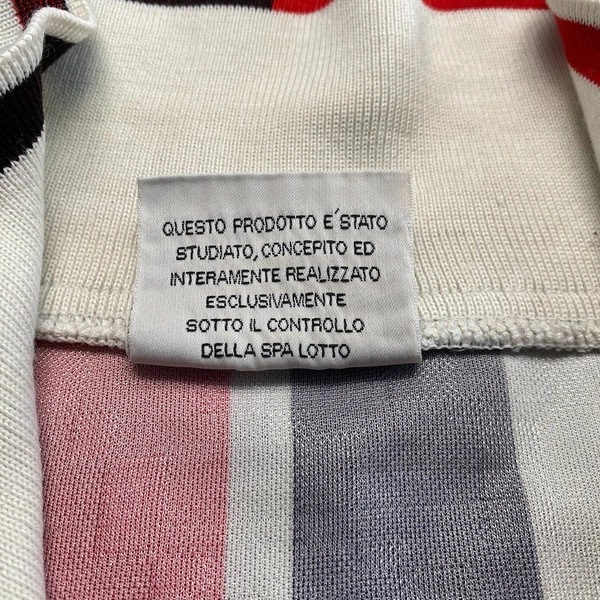 QUESTO PRODOTTO E´ STATO
STUDIATO, CONCEPITO ED
INTERAMENTE REALIZZATO
ESCLUSIVAMENTE
SOTTO IL CONTROLLO
DELLA SPA LOTTO